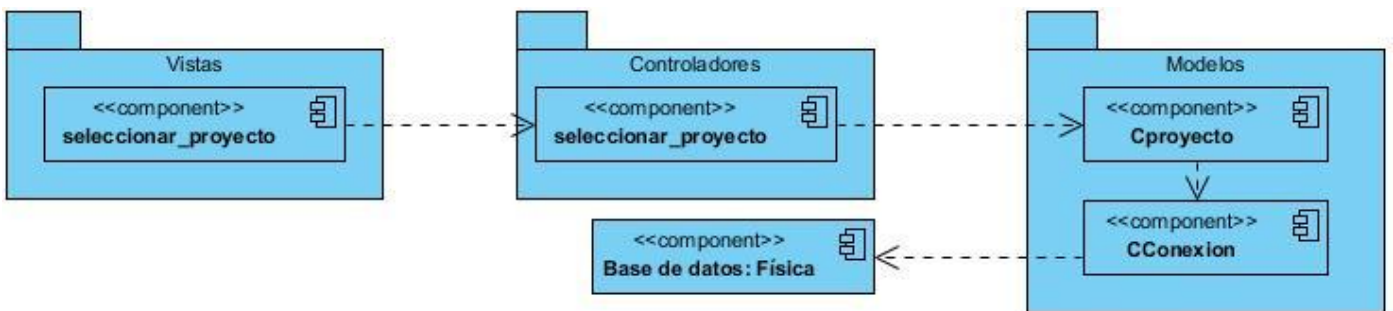 Vistas
<<component>>
seleccionar_proyecto
Controladores
<<component>>
seleccionar_proyecto
Modelos
<<component>>
Cproyecto
<<component>>
CConexion
<<component>>
Base de datos: Física